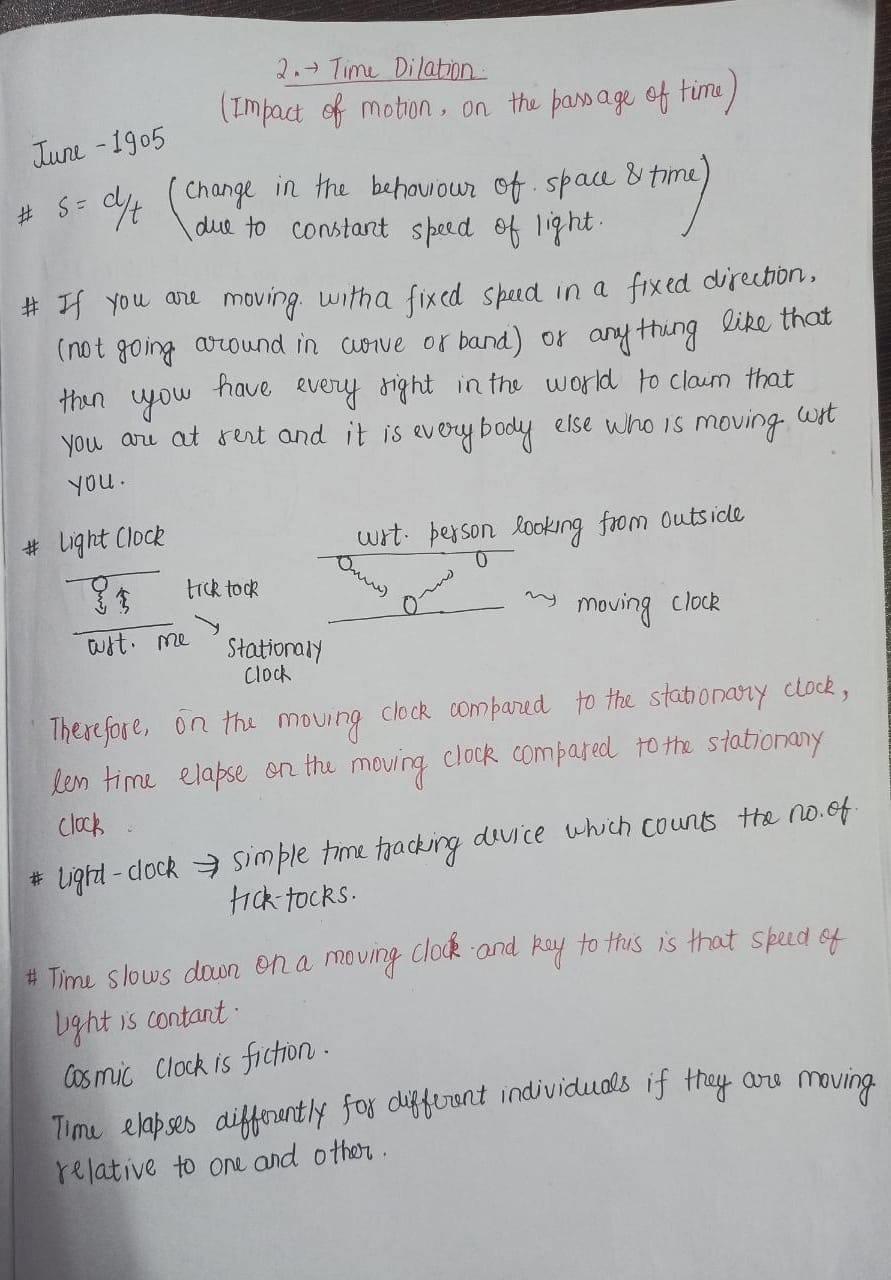 2.→ Time Dilation
(Impact of motion, on the passage of time)
June - 1905
# s = d/t (Change in the behaviour of space & time)
due to constant speed of light.
# If you are moving witha fixed speed in a fixed direction,
(not going around in curve or band) or any thing like that
then you have every right in the world to claim that
you are at rest and it is everybody else who is moving wrt
you.
# Light Clock
wrt. person looking from outside
tick tock
wrt. me
Stationary
Clock
moving clock
Therefore, on the moving clock compared to the stationary clock,
less time elapse on the moving clock compared to the stationary
clock.
# Light-clock ⇒ simple time tracking device which counts the no. of
tick-tocks.
# Time slows down on a moving clock and key to this is that speed of
light is contant.
Cosmic Clock is fiction.
Time elapses differently for different individuals if they are moving
relative to one and other.